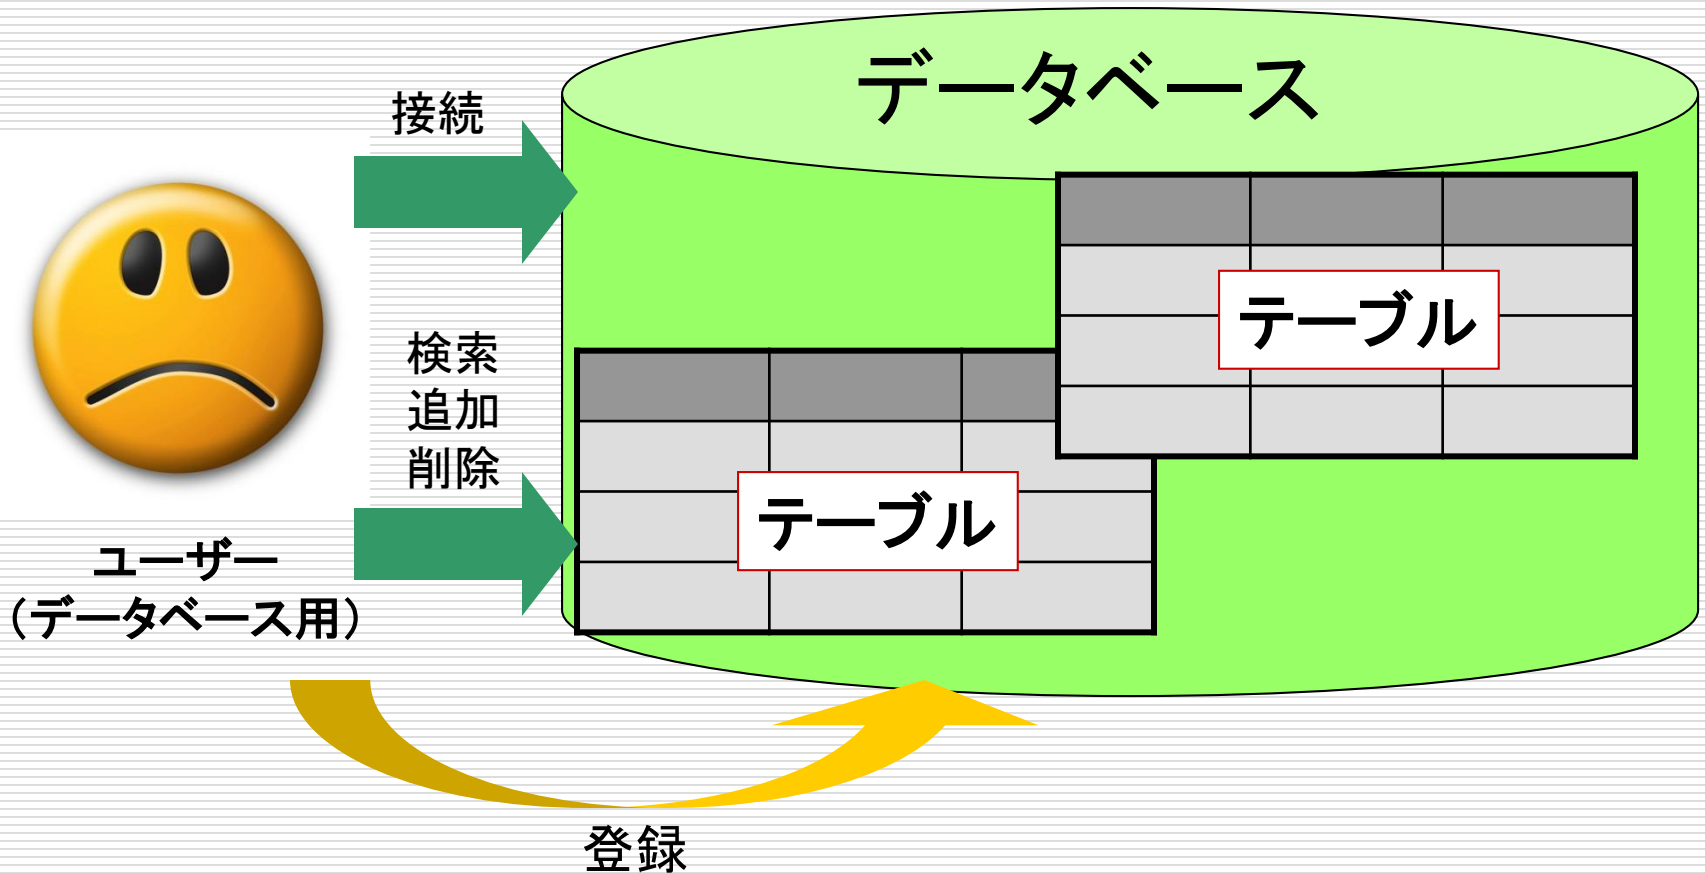 データベース
接続
テーブル
検索
追加
削除
テーブル
ユーザー
（データベース用）
登録